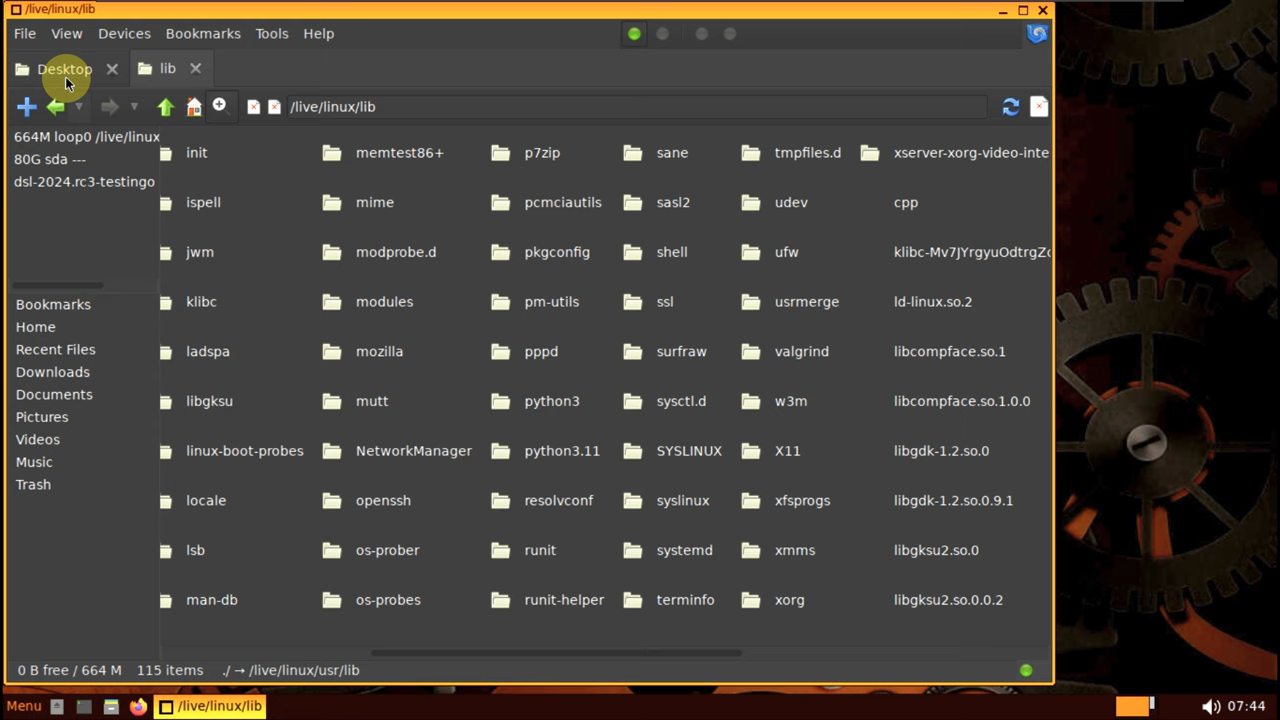 /live/linux/lib
File View Devices Bookmarks Tools Help
Desktop lib
/live/linux/lib
664M loop0 /live/linux
80G sda ---
dsl-2024.rc3-testingo
Bookmarks
Home
Recent Files
Downloads
Documents
Pictures
Videos
Music
Trash
init memtest86+ p7zip sane tmpfiles.d xserver-xorg-video-inte
ispell mime pcmciautils sasl2 udev cpp
jwm modprobe.d pkgconfig shell ufw klibc-Mv7JYrgyuOdtrgZc
klibc modules pm-utils ssl usrmerge ld-linux.so.2
ladspa mozilla pppd surfraw valgrind libcompface.so.1
libgksu mutt python3 sysctl.d w3m libcompface.so.1.0.0
linux-boot-probes NetworkManager python3.11 SYSLINUX X11 libgdk-1.2.so.0
locale openssh resolvconf syslinux xfsprogs libgdk-1.2.so.0.9.1
lsb os-prober runit systemd xmms libgksu2.so.0
man-db os-probes runit-helper terminfo xorg libgksu2.so.0.0.2
0 B free / 664 M 115 items ./ → /live/linux/usr/lib
Menu /live/linux/lib 07:44